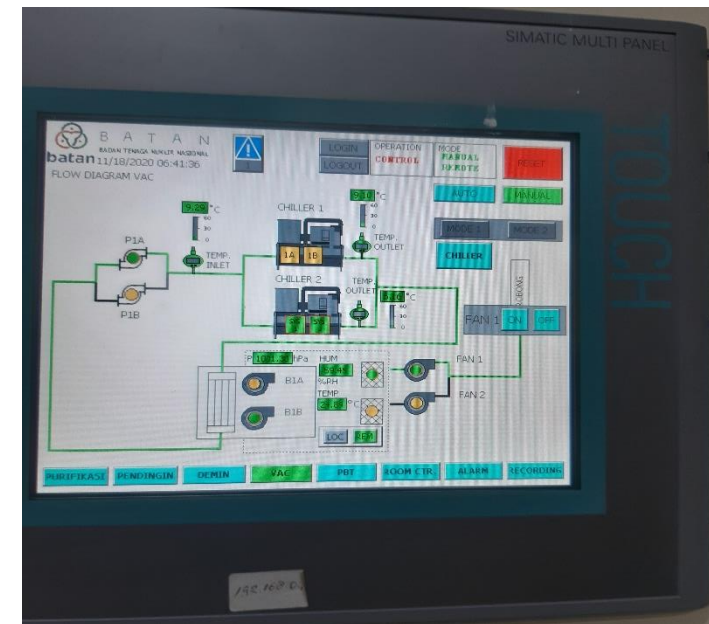 SIMATIC MULTI PANEL
TOUCH
BATAN
BADAN TENAGA NUKLIR NASIONAL
batan
11/18/2020 06:41:36
FLOW DIAGRAM VAC
LOGIN
LOGOUT
OPERATION
CONTROL
MODE
MANUAL
REMOTE
RESET
AUTO
MANUAL
MODE 1
MODE 2
CHILLER
CEROBONG
FAN 1
ON
OFF
P1A
P1B
°C
TEMP.
INLET
CHILLER 1
1A
1B
°C
TEMP.
OUTLET
CHILLER 2
TEMP.
OUTLET
°C
P
hPa
HUM
%RH
TEMP
°C
LOC
REM
B1A
B1B
FAN 1
FAN 2
PURIFIKASI
PENDINGIN
DEMIN
VAC
PBT
ROOM CTR
ALARM
RECORDING